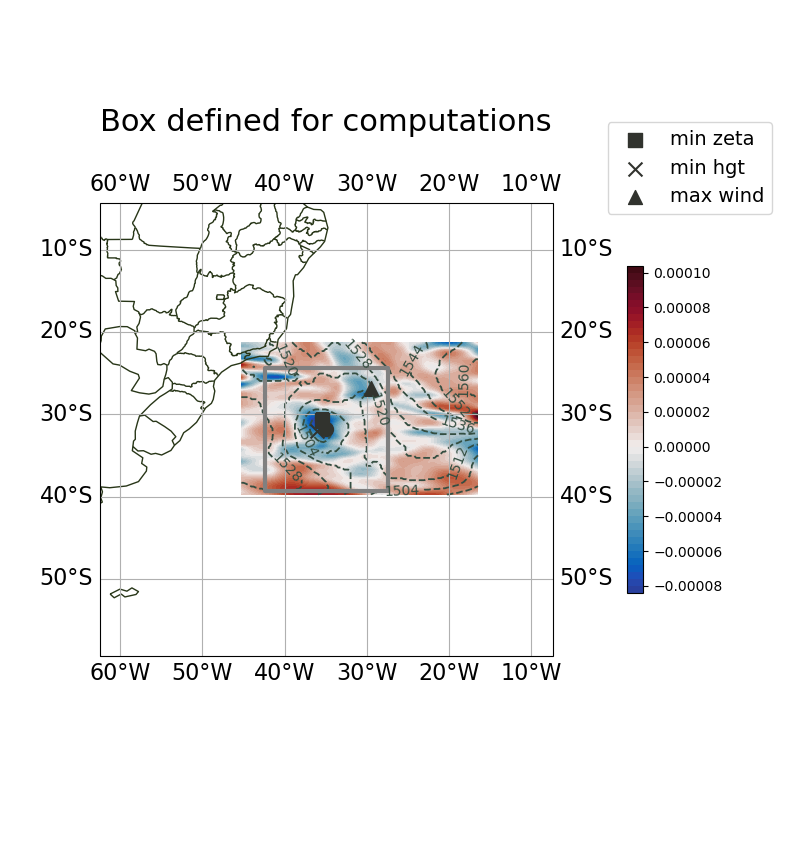 Box defined for computations
min zeta
min hgt
max wind
60°W 50°W 40°W 30°W 20°W 10°W
10°S 10°S
20°S 20°S
30°S 30°S
40°S 40°S
50°S 50°S
60°W 50°W 40°W 30°W 20°W 10°W
0.00010
0.00008
0.00006
0.00004
0.00002
0.00000
−0.00002
−0.00004
−0.00006
−0.00008
1520
1528
1544
1560
1520
1536
1504
1528
1512
1504